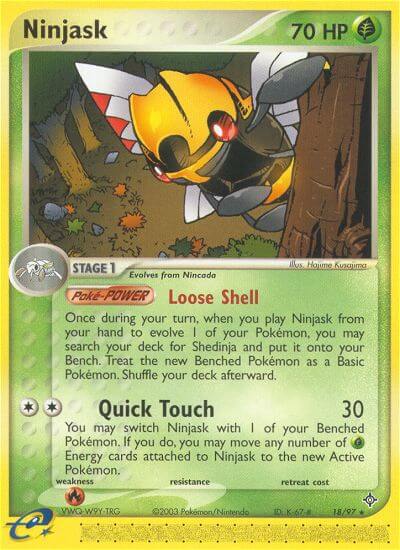 Ninjask 70 HP
Illus. Hajime Kusajima
STAGE 1
Evolves from Nincada
Poké-POWER Loose Shell
Once during your turn, when you play Ninjask from
your hand to evolve 1 of your Pokémon, you may
search your deck for Shedinja and put it onto your
Bench. Treat the new Benched Pokémon as a Basic
Pokémon. Shuffle your deck afterward.
Quick Touch 30
You may switch Ninjask with 1 of your Benched
Pokémon. If you do, you may move any number of
Energy cards attached to Ninjask to the new Active
Pokémon.
weakness resistance retreat cost
VWQ-W9Y-TRG ©2003 Pokémon/Nintendo ID: K-67-# 18/97
e